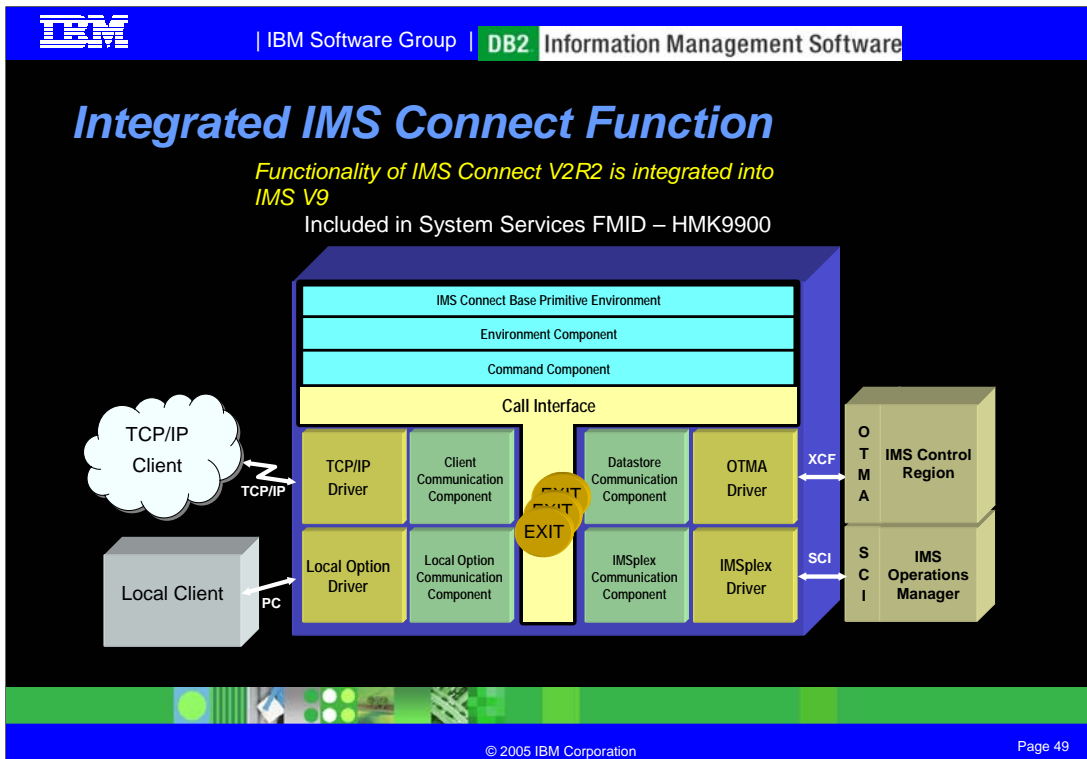 IBM
| IBM Software Group |
DB2. Information Management Software
Integrated IMS Connect Function
Functionality of IMS Connect V2R2 is integrated into
IMS V9
Included in System Services FMID – HMK9900
IMS Connect Base Primitive Environment
Environment Component
Command Component
Call Interface
TCP/IP
Client
TCP/IP
TCP/IP
Driver
Client
Communication
Component
EXIT
EXIT
EXIT
Datastore
Communication
Component
OTMA
Driver
XCF
O
T
M
A
IMS Control
Region
Local Client
PC
Local Option
Driver
Local Option
Communication
Component
IMSplex
Communication
Component
IMSplex
Driver
SCI
S
C
I
IMS
Operations
Manager
© 2005 IBM Corporation
Page 49